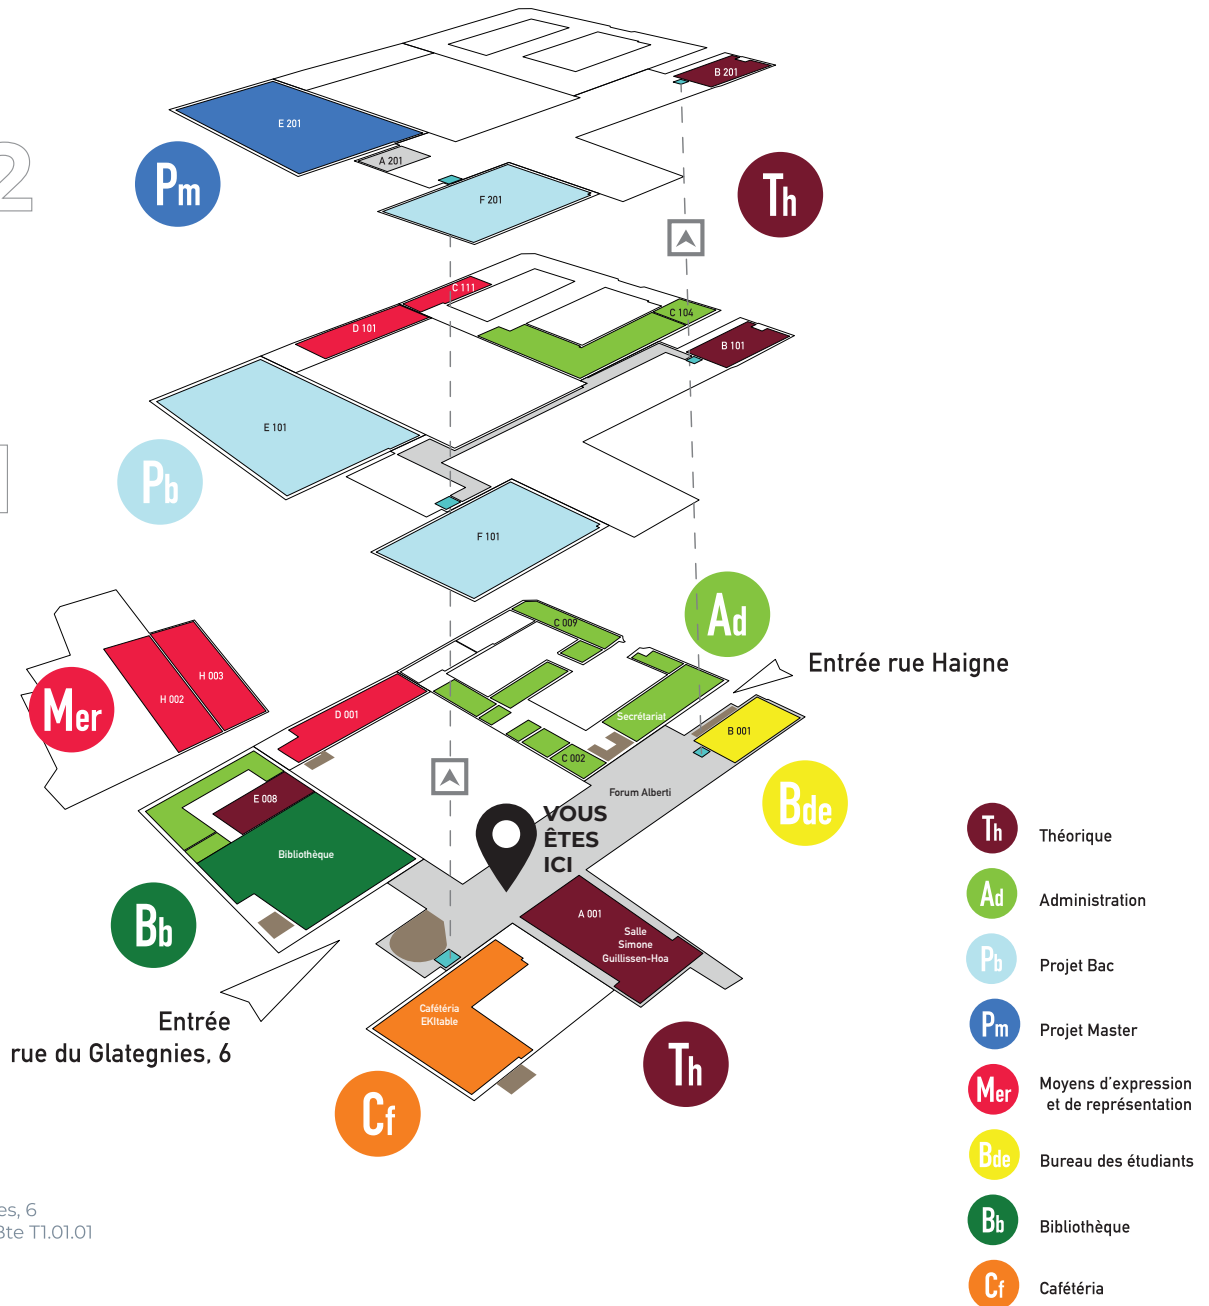 2
B 201
E 201
A 201
Pm
Th
F 201
C 111
C 104
D 101
B 101
E 101
Pb
F 101
Ad
C 009
Entrée rue Haigne
H 003
H 002
Mer
D 001
Secrétariat
B 001
C 002
Forum Alberti
E 008
Bde
VOUS
ÊTES
ICI
Bibliothèque
Bb
A 001
Salle
Simone
Guillissen-Hoa
Cafétéria
EKItable
Entrée
rue du Glategnies, 6
Th
Cf
Th Théorique
Ad Administration
Pb Projet Bac
Pm Projet Master
Mer Moyens d'expression
et de représentation
Bde Bureau des étudiants
Bb Bibliothèque
Cf Cafétéria
es, 6
Bte T1.01.01